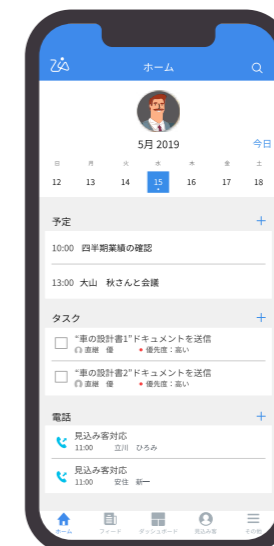 ホーム
5月 2019
今日
日 月 火 水 木 金 土
12 13 14 15 16 17 18
予定
10:00 四半期業績の確認
13:00 大山 秋さんと会議
タスク
“車の設計書1”ドキュメントを送信
直継 優 優先度：高い
“車の設計書2”ドキュメントを送信
直継 優 優先度：高い
電話
見込み客対応
11:00 立川 ひろみ
見込み客対応
11:00 安住 新一
ホーム フィード ダッシュボード 見込み客 その他